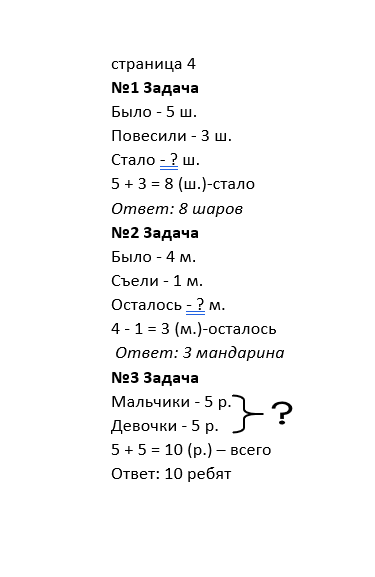 страница 4
№1 Задача
Было - 5 ш.
Повесили - 3 ш.
Стало - ? ш.
5 + 3 = 8 (ш.)-стало
Ответ: 8 шаров
№2 Задача
Было - 4 м.
Съели - 1 м.
Осталось - ? м.
4 - 1 = 3 (м.)-осталось
Ответ: 3 мандарина
№3 Задача
Мальчики - 5 р.
Девочки - 5 р.
?
5 + 5 = 10 (р.) – всего
Ответ: 10 ребят